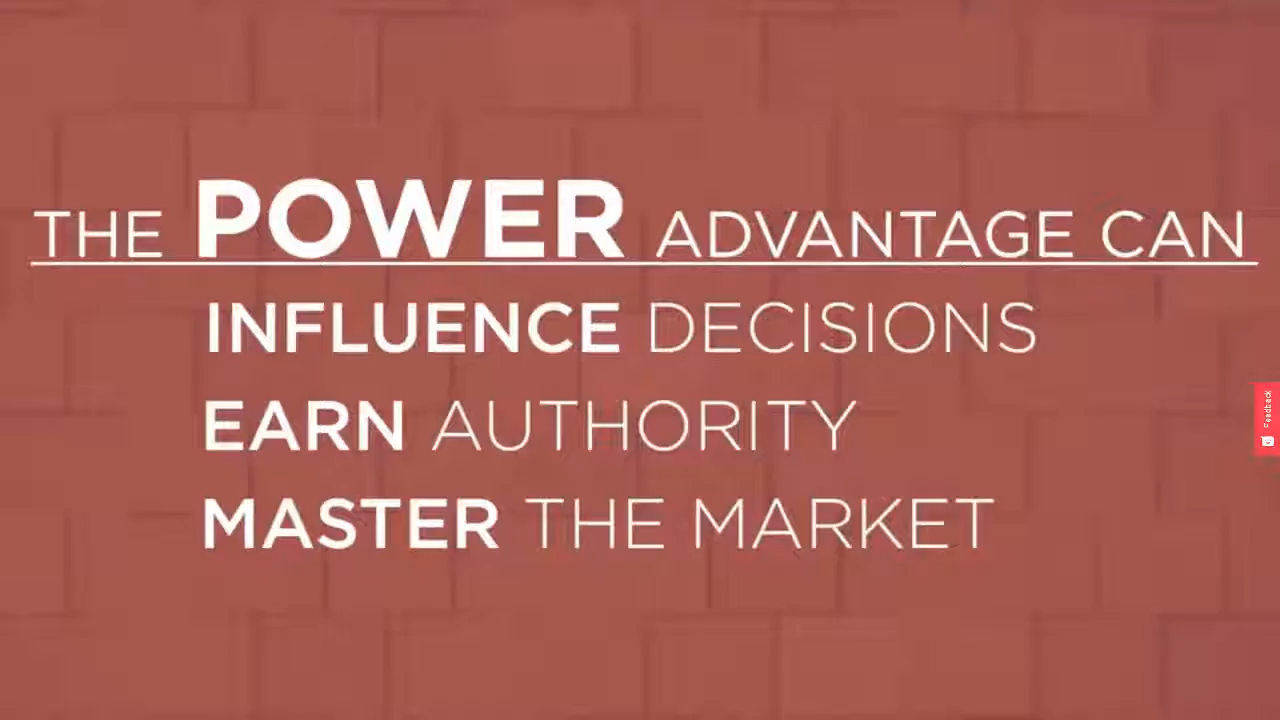 THE POWER ADVANTAGE CAN
INFLUENCE DECISIONS
EARN AUTHORITY
MASTER THE MARKET
Feedback